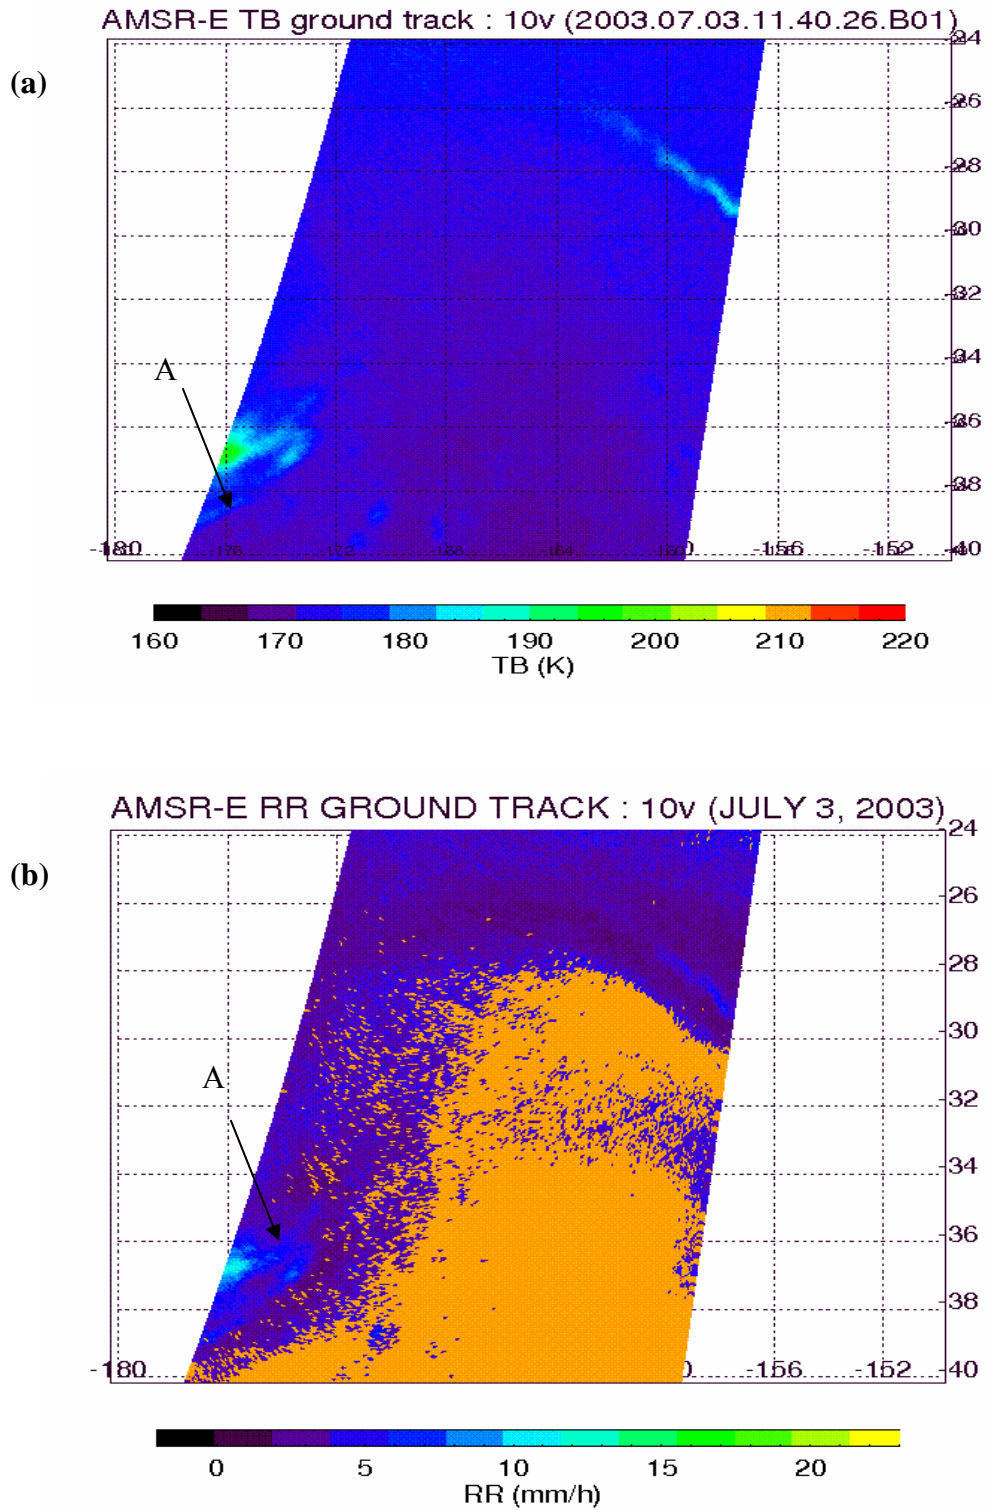 AMSR-E TB ground track : 10v (2003.07.03.11.40.26.B01)
(a)
-24
-26
-28
-30
-32
-34
A
-36
-38
-180 -176 -172 -168 -164 -160 -156 -152 -40
160 170 180 190 200 210 220
TB (K)
AMSR-E RR GROUND TRACK : 10v (JULY 3, 2003)
(b)
-24
-26
-28
-30
A
-32
-34
-36
-38
-180 0 -156 -152 -40
0 5 10 15 20
RR (mm/h)